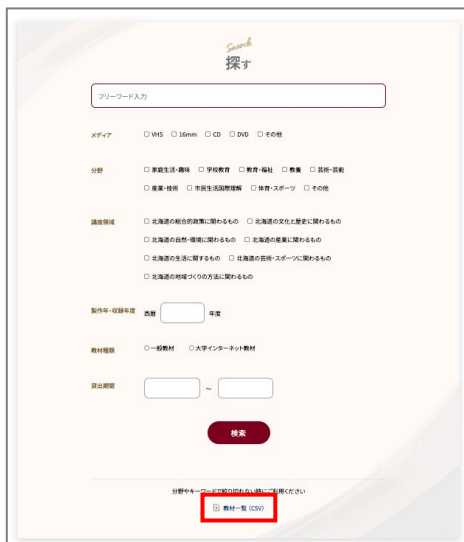 Search
探す
フリーワード入力
メディア VHS 16mm CD DVD その他
分野 家庭生活・趣味 学校教育 教育・福祉 教養 芸術・芸能
産業・技術 市民生活国際理解 体育・スポーツ その他
講座領域 北海道の総合的政策に関わるもの 北海道の文化と歴史に関わるもの
北海道の自然・環境に関わるもの 北海道の産業に関わるもの
北海道の生活に関するもの 北海道の芸術・スポーツに関わるもの
北海道の地域づくりの方法に関わるもの
製作年・収録年度 西暦 年度
教材種類 一般教材 大学インターネット教材
貸出期間 ～
検索
分野やキーワードで絞り切れない時にご利用ください
教材一覧(CSV)